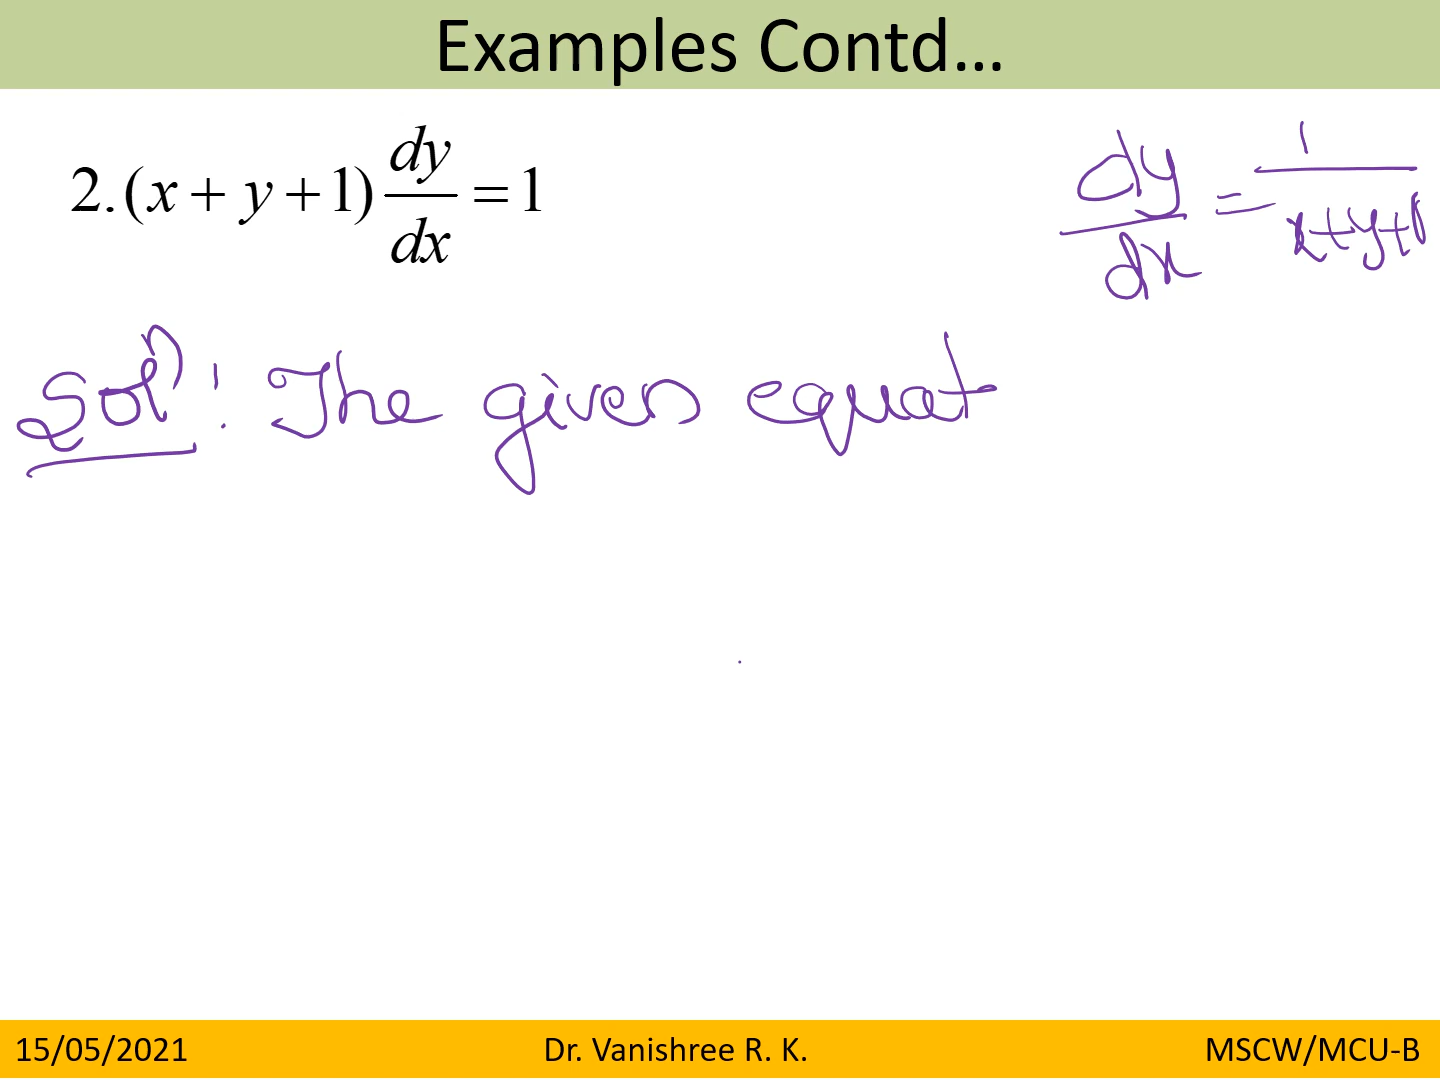 Examples Contd...
2. (x + y + 1) dy/dx = 1
dy/dx = 1/(x+y+1)
Solⁿ: The given equat
15/05/2021 Dr. Vanishree R. K. MSCW/MCU-B